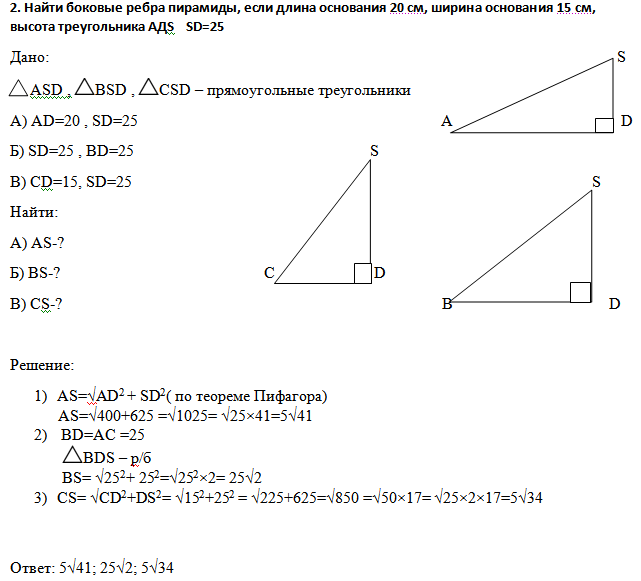 2. Найти боковые ребра пирамиды, если длина основания 20 см, ширина основания 15 см,
высота треугольника АДS SD=25
Дано:
△ASD , △BSD , △CSD – прямоугольные треугольники
А) AD=20 , SD=25
Б) SD=25 , BD=25
В) CD=15, SD=25
Найти:
А) AS-?
Б) BS-?
В) CS-?
S
A D
S
C D
S
B D
Решение:
1) AS=√AD²+ SD²( по теореме Пифагора)
AS=√400+625 =√1025= √25×41=5√41
2) BD=AC =25
△BDS – р/б
BS= √25²+ 25²=√25²×2= 25√2
3) CS= √CD²+DS²= √15²+25² = √225+625=√850 =√50×17= √25×2×17=5√34
Ответ: 5√41; 25√2; 5√34